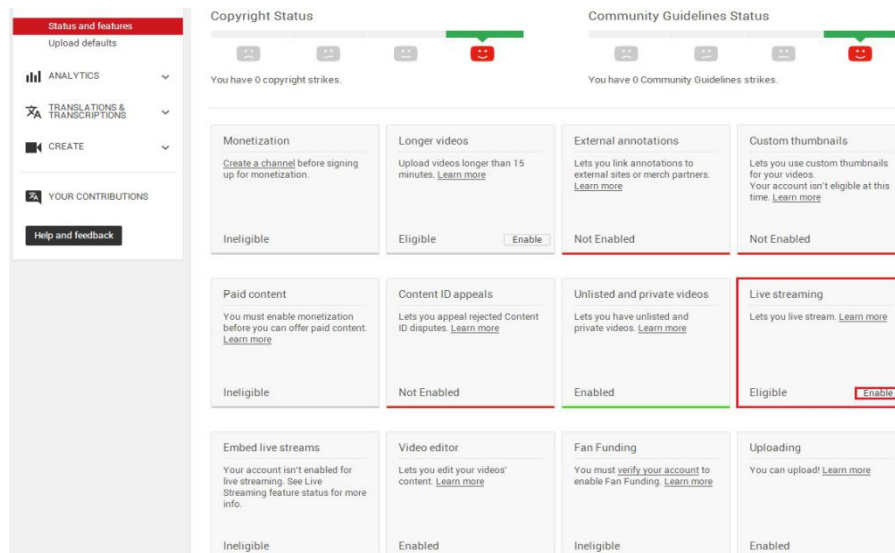 Status and features
Upload defaults
ANALYTICS
TRANSLATIONS &
TRANSCRIPTIONS
CREATE
YOUR CONTRIBUTIONS
Help and feedback
Copyright Status
You have 0 copyright strikes.
Community Guidelines Status
You have 0 Community Guidelines strikes.
Monetization
Create a channel before signing
up for monetization.
Ineligible
Longer videos
Upload videos longer than 15
minutes. Learn more
Eligible
Enable
External annotations
Lets you link annotations to
external sites or merch partners.
Learn more
Not Enabled
Custom thumbnails
Lets you use custom thumbnails
for your videos.
Your account isn't eligible at this
time. Learn more
Not Enabled
Paid content
You must enable monetization
before you can offer paid content.
Learn more
Ineligible
Content ID appeals
Lets you appeal rejected Content
ID disputes. Learn more
Not Enabled
Unlisted and private videos
Lets you have unlisted and
private videos. Learn more
Enabled
Live streaming
Lets you live stream. Learn more
Eligible
Enable
Embed live streams
Your account isn't enabled for
live streaming. See Live
Streaming feature status for more
info.
Ineligible
Video editor
Lets you edit your videos'
content. Learn more
Enabled
Fan Funding
You must verify your account to
enable Fan Funding. Learn more
Ineligible
Uploading
You can upload! Learn more
Enabled